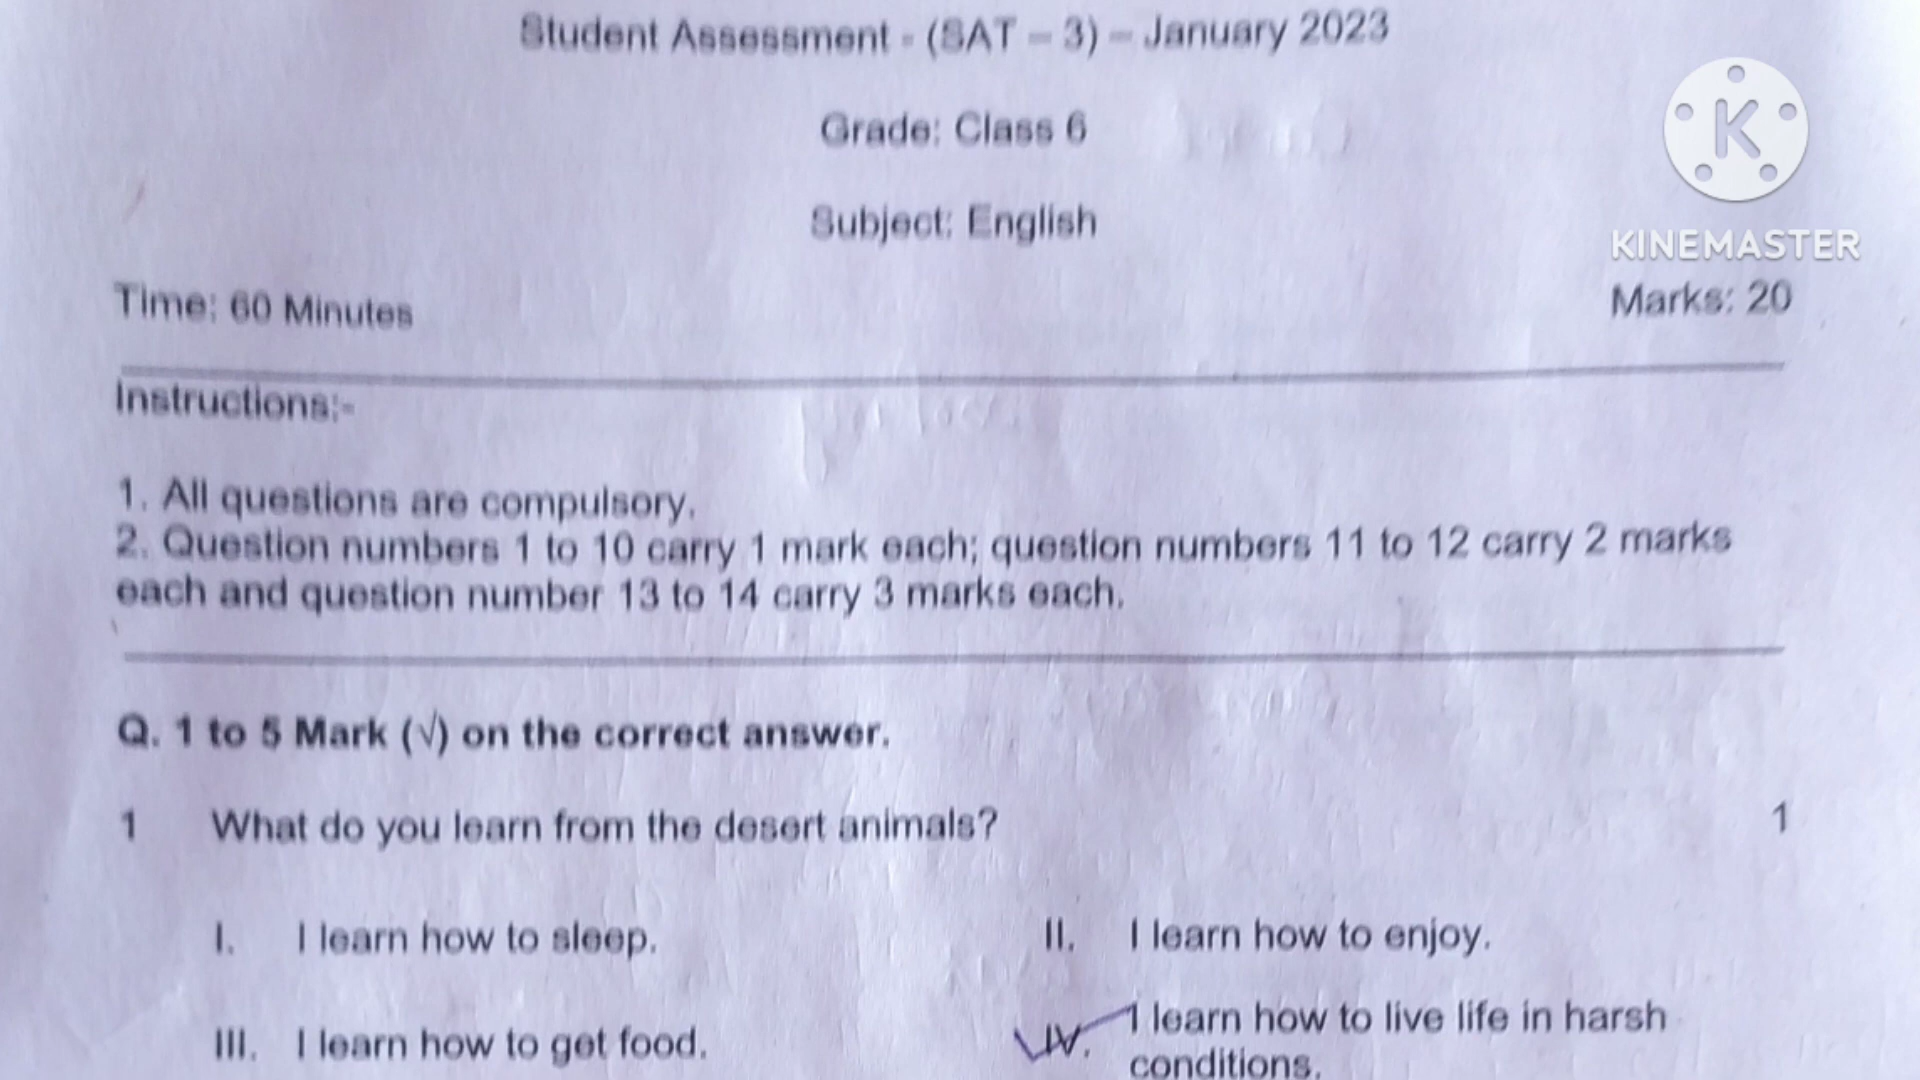 Student Assessment - (SAT – 3) – January 2023
Grade: Class 6
K
KINEMASTER
Subject: English
Time: 60 Minutes
Marks: 20
Instructions:-
1. All questions are compulsory.
2. Question numbers 1 to 10 carry 1 mark each; question numbers 11 to 12 carry 2 marks
each and question number 13 to 14 carry 3 marks each.
Q. 1 to 5 Mark (√) on the correct answer.
1 What do you learn from the desert animals? 1
I. I learn how to sleep.
II. I learn how to enjoy.
III. I learn how to get food.
IV. I learn how to live life in harsh
conditions.